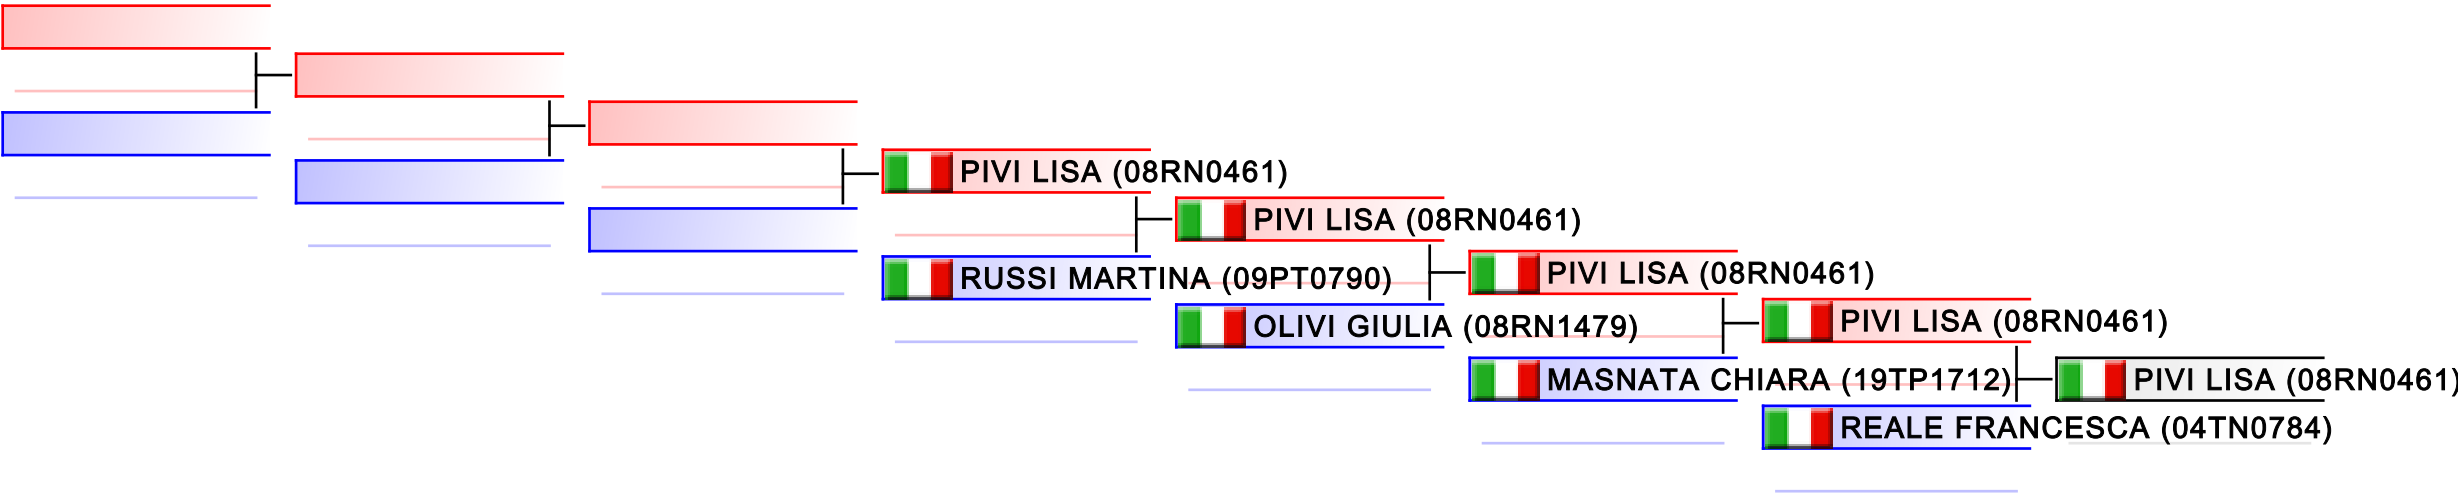 PIVI LISA (08RN0461)
PIVI LISA (08RN0461)
RUSSI MARTINA (09PT0790)
PIVI LISA (08RN0461)
OLIVI GIULIA (08RN1479)
PIVI LISA (08RN0461)
MASNATA CHIARA (19TP1712)
PIVI LISA (08RN0461)
REALE FRANCESCA (04TN0784)